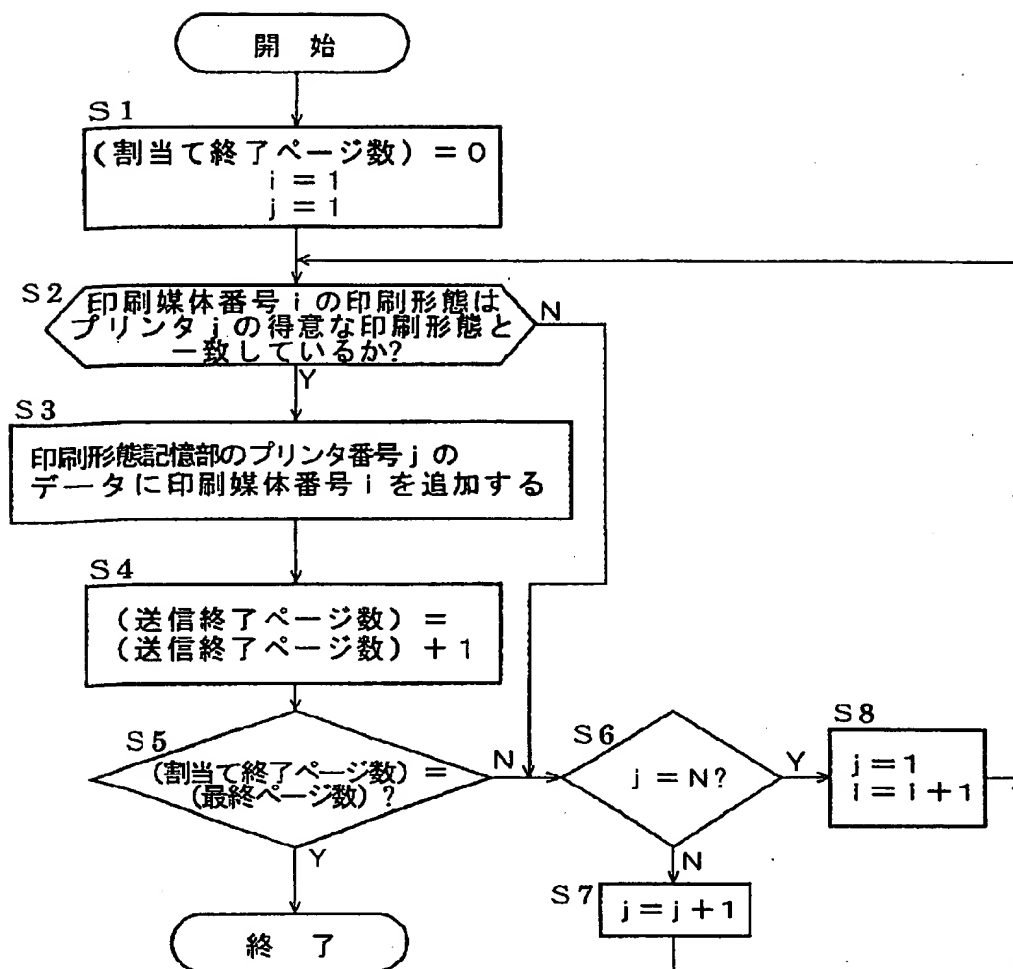 開始
S1
(割当て終了ページ数)=0
i=1
j=1
S2
印刷媒体番号iの印刷形態は
プリンタjの得意な印刷形態と
一致しているか?
N
Y
S3
印刷形態記憶部のプリンタ番号jの
データに印刷媒体番号iを追加する
S4
(送信終了ページ数)=
(送信終了ページ数)+1
S5
(割当て終了ページ数)=
(最終ページ数)?
N
Y
S6
j=N?
Y
N
S8
j=1
i=i+1
S7
j=j+1
終了